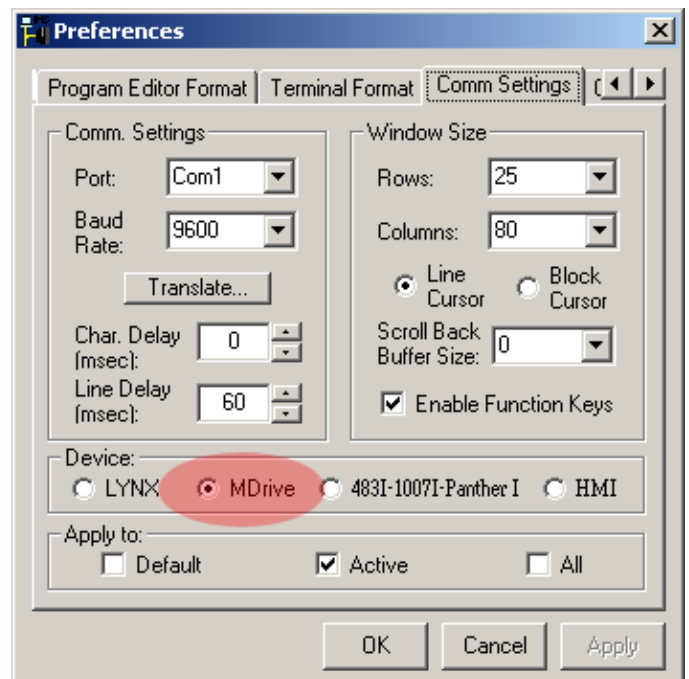 Preferences
Program Editor Format
Terminal Format
Comm Settings
Comm. Settings
Port:
Com1
Baud
Rate:
9600
Translate...
Char. Delay
(msec):
0
Line Delay
(msec):
60
Window Size
Rows:
25
Columns:
80
Line
Cursor
Block
Cursor
Scroll Back
Buffer Size:
0
Enable Function Keys
Device:
LYNX
MDrive
483I-1007I-Panther I
HMI
Apply to:
Default
Active
All
OK
Cancel
Apply